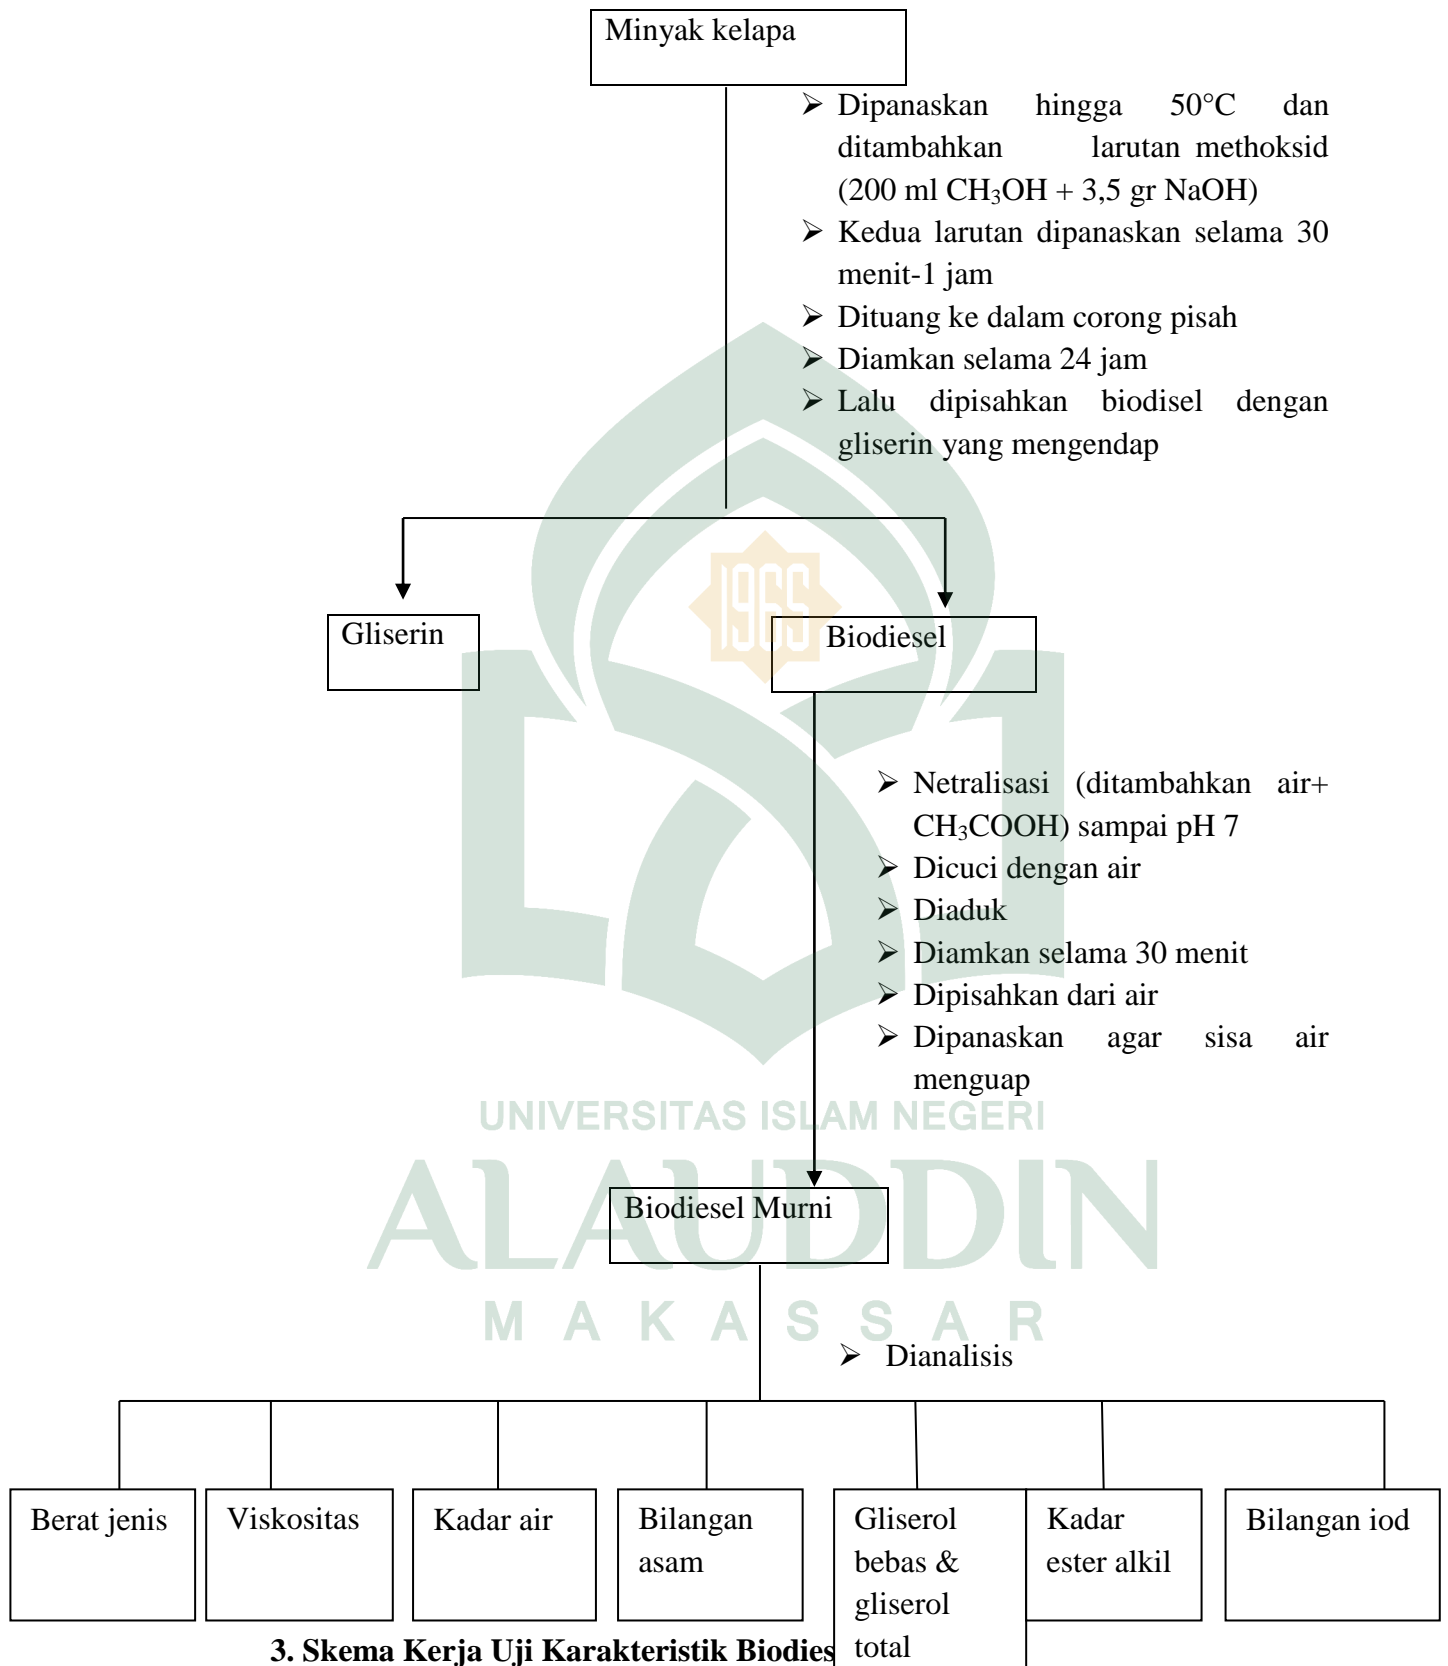 Minyak kelapa
➢ Dipanaskan hingga 50°C dan
ditambahkan larutan methoksid
(200 ml CH₃OH + 3,5 gr NaOH)
➢ Kedua larutan dipanaskan selama 30
menit-1 jam
➢ Dituang ke dalam corong pisah
➢ Diamkan selama 24 jam
➢ Lalu dipisahkan biodisel dengan
gliserin yang mengendap
1965
Gliserin
Biodiesel
➢ Netralisasi (ditambahkan air+
CH₃COOH) sampai pH 7
➢ Dicuci dengan air
➢ Diaduk
➢ Diamkan selama 30 menit
➢ Dipisahkan dari air
➢ Dipanaskan agar sisa air
menguap
UNIVERSITAS ISLAM NEGERI
ALAUDDIN
MAKASSAR
Biodiesel Murni
➢ Dianalisis
Berat jenis
Viskositas
Kadar air
Bilangan
asam
Gliserol
bebas &
gliserol
total
Kadar
ester alkil
Bilangan iod
3. Skema Kerja Uji Karakteristik Biodies